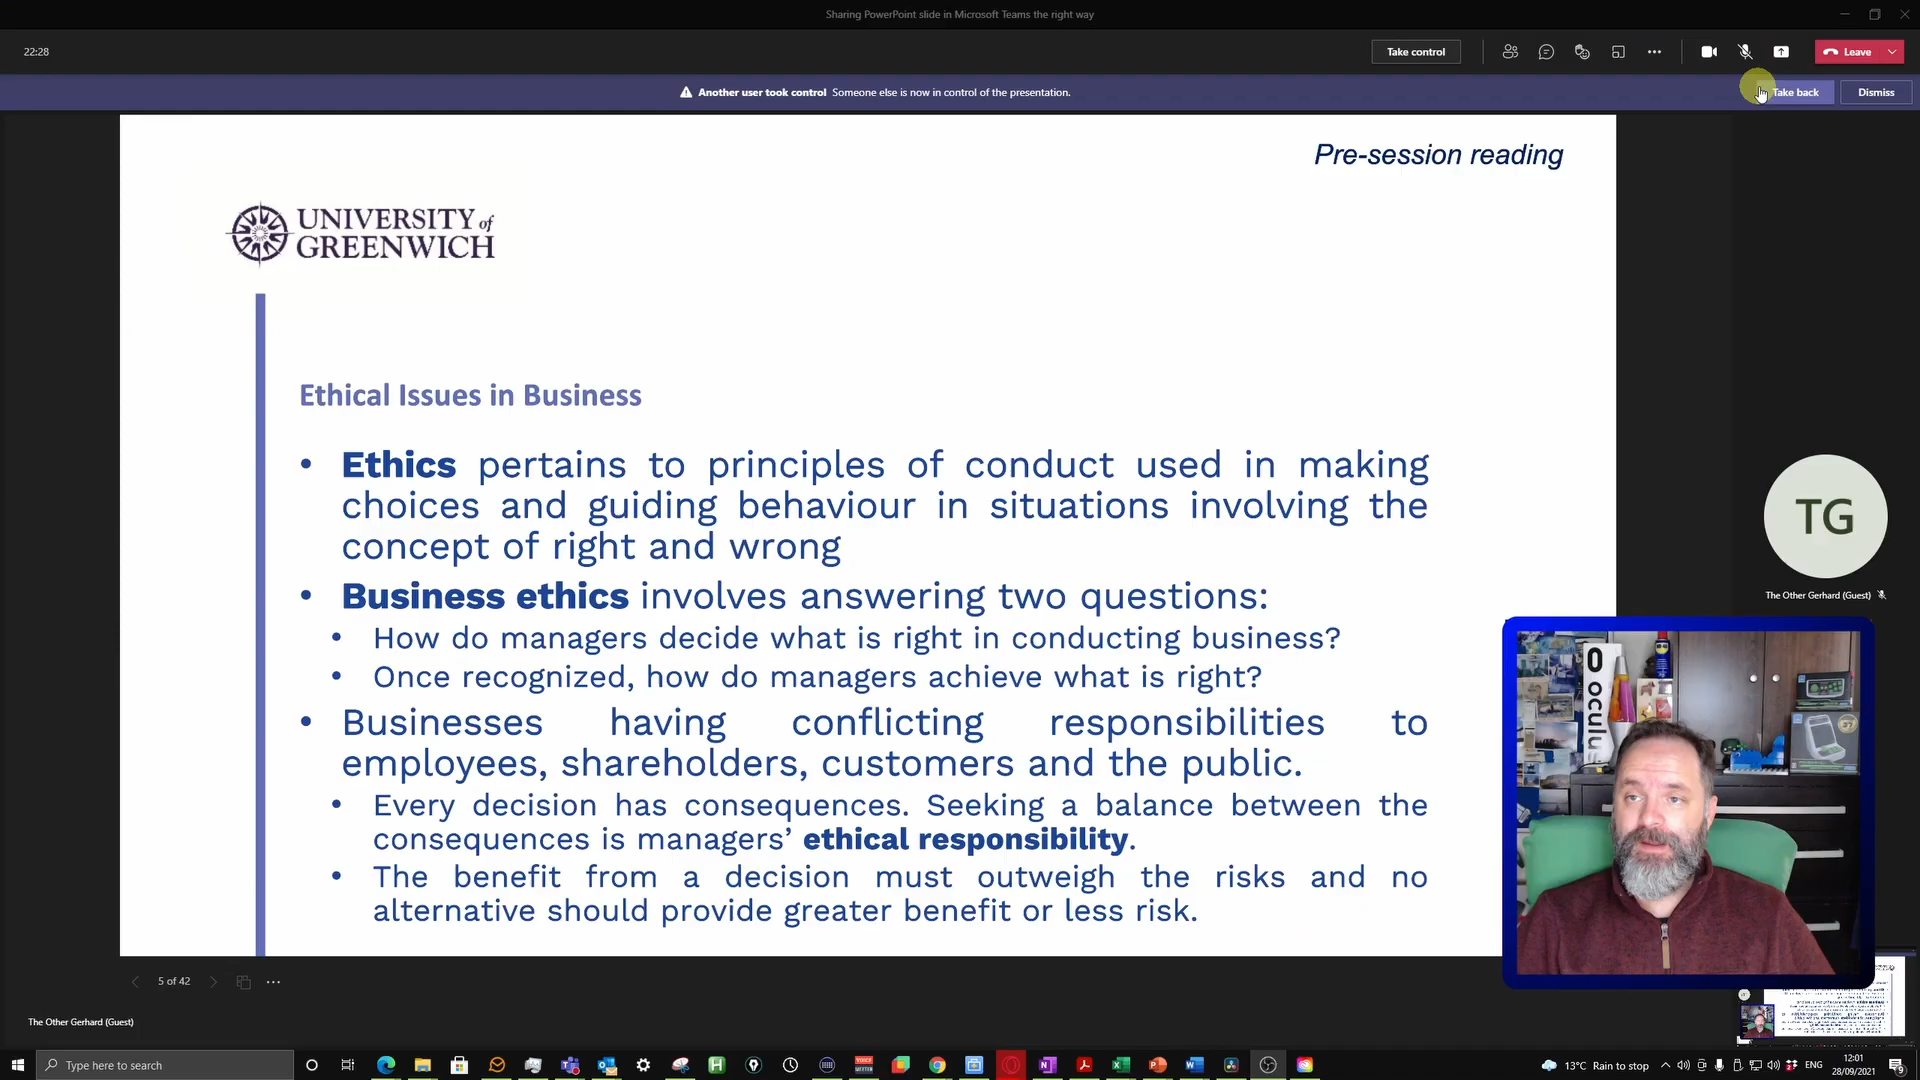 Sharing PowerPoint slide in Microsoft Teams the right way
22:28
Take control
Leave
Another user took control Someone else is now in control of the presentation.
Take back
Dismiss
Pre-session reading
UNIVERSITY of
GREENWICH
Ethical Issues in Business
• Ethics pertains to principles of conduct used in making
choices and guiding behaviour in situations involving the
concept of right and wrong
• Business ethics involves answering two questions:
• How do managers decide what is right in conducting business?
• Once recognized, how do managers achieve what is right?
• Businesses having conflicting responsibilities to
employees, shareholders, customers and the public.
• Every decision has consequences. Seeking a balance between the
consequences is managers’ ethical responsibility.
• The benefit from a decision must outweigh the risks and no
alternative should provide greater benefit or less risk.
TG
The Other Gerhard (Guest)
oculus
5 of 42
The Other Gerhard (Guest)
Type here to search
13°C Rain to stop
ENG
12:01
28/09/2021